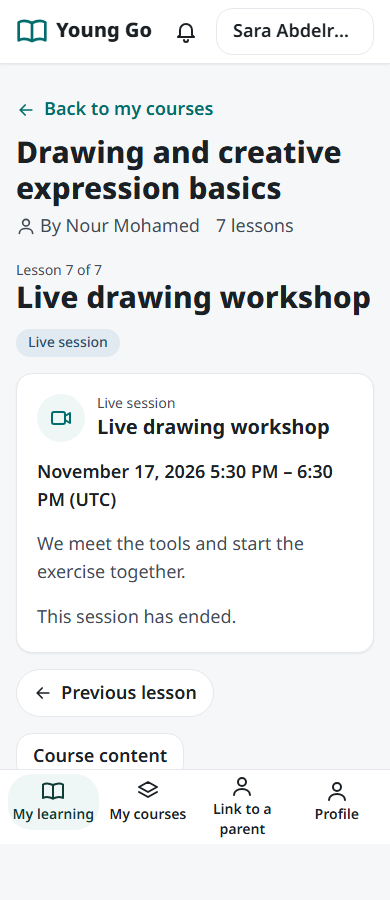 Young Go
Sara Abdelr...
← Back to my courses
Drawing and creative
expression basics
By Nour Mohamed 7 lessons
Lesson 7 of 7
Live drawing workshop
Live session
Live session
Live drawing workshop
November 17, 2026 5:30 PM – 6:30
PM (UTC)
We meet the tools and start the
exercise together.
This session has ended.
← Previous lesson
Course content
My learning
My courses
Link to a
parent
Profile